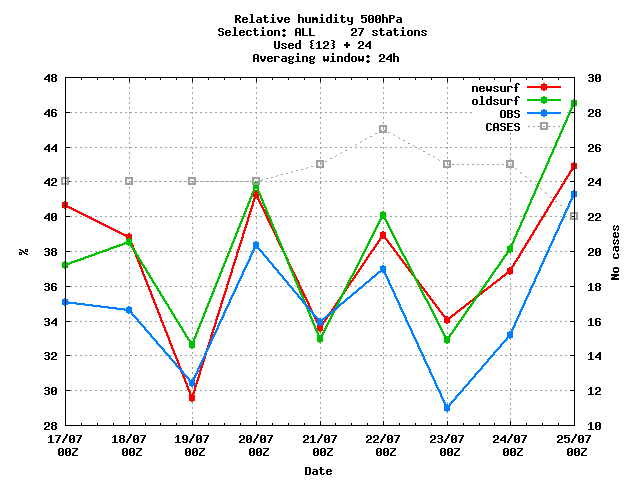 Relative humidity 500hPa
Selection: ALL     27 stations
Used {12} + 24
Averaging window: 24h
48 30
newsurf
oldsurf
OBS
CASES
46 28
44 26
42 24
40 22
38 20
36 18
34 16
32 14
30 12
28 10
%
No cases
17/07 18/07 19/07 20/07 21/07 22/07 23/07 24/07 25/07
00Z 00Z 00Z 00Z 00Z 00Z 00Z 00Z 00Z
Date